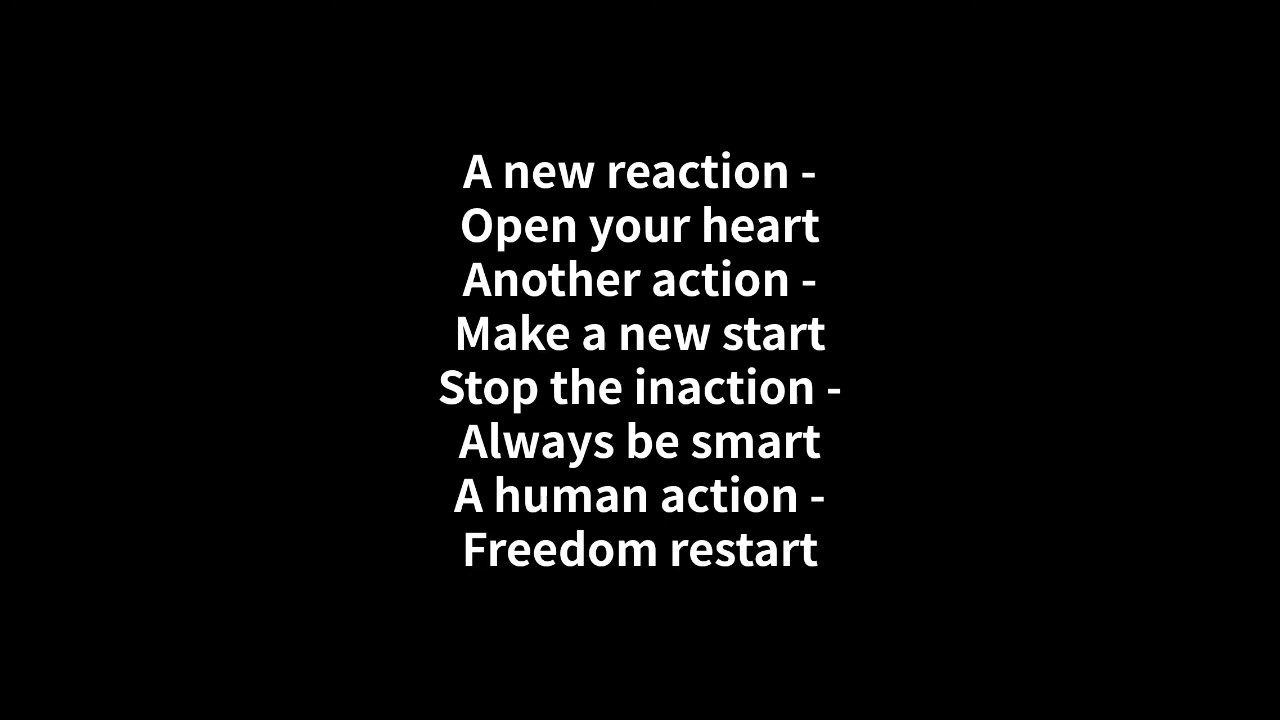 A new reaction -
Open your heart
Another action -
Make a new start
Stop the inaction -
Always be smart
A human action -
Freedom restart